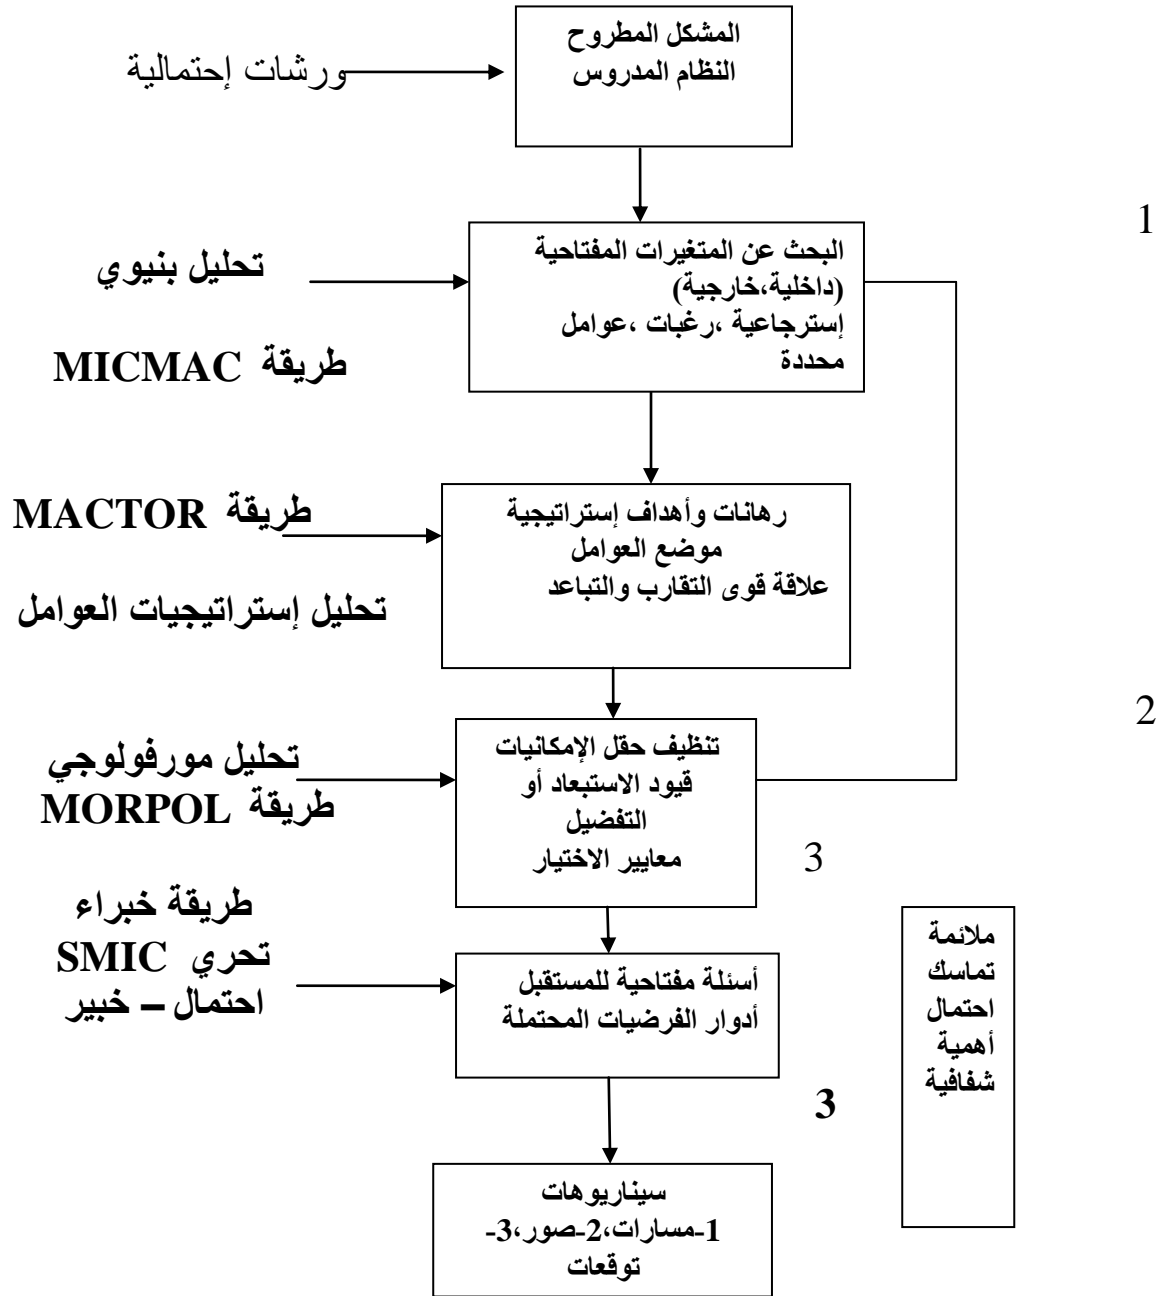 المشكل المطروح
النظام المدروس
ورشات إحتمالية
1
البحث عن المتغيرات المفتاحية
(داخلية،خارجية)
إسترجاعية ،رغبات ،عوامل
محددة
تحليل بنيوي
طريقة MICMAC
رهانات وأهداف إستراتيجية
موضع العوامل
علاقة قوى التقارب والتباعد
طريقة MACTOR
تحليل إستراتيجيات العوامل
2
تنظيف حقل الإمكانيات
قيود الاستبعاد أو
التفضيل
معايير الاختيار
تحليل مورفولوجي
طريقة MORPOL
3
طريقة خبراء
تحري SMIC
احتمال – خبير
أسئلة مفتاحية للمستقبل
أدوار الفرضيات المحتملة
ملائمة
تماسك
احتمال
أهمية
شفافية
3
سيناريوهات
1-مسارات،2-صور،3-
توقعات